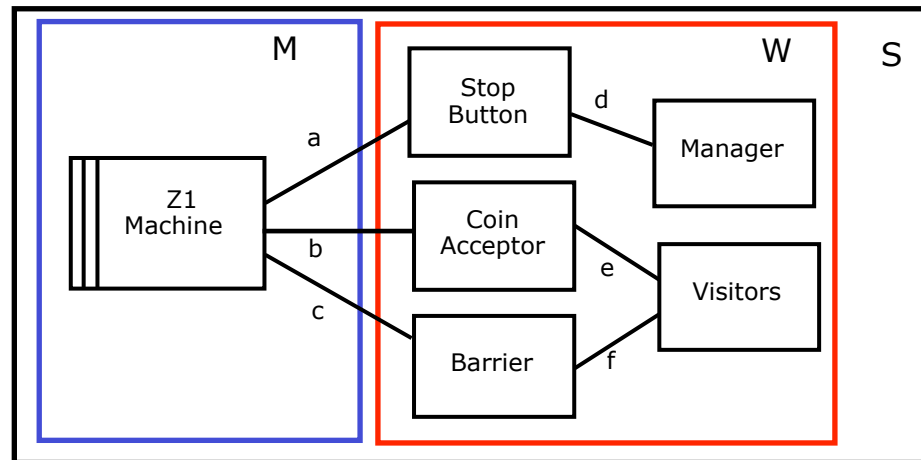 M
W
S
Stop
Button
d
Manager
a
Z1
Machine
Coin
Acceptor
b
e
Visitors
c
Barrier
f